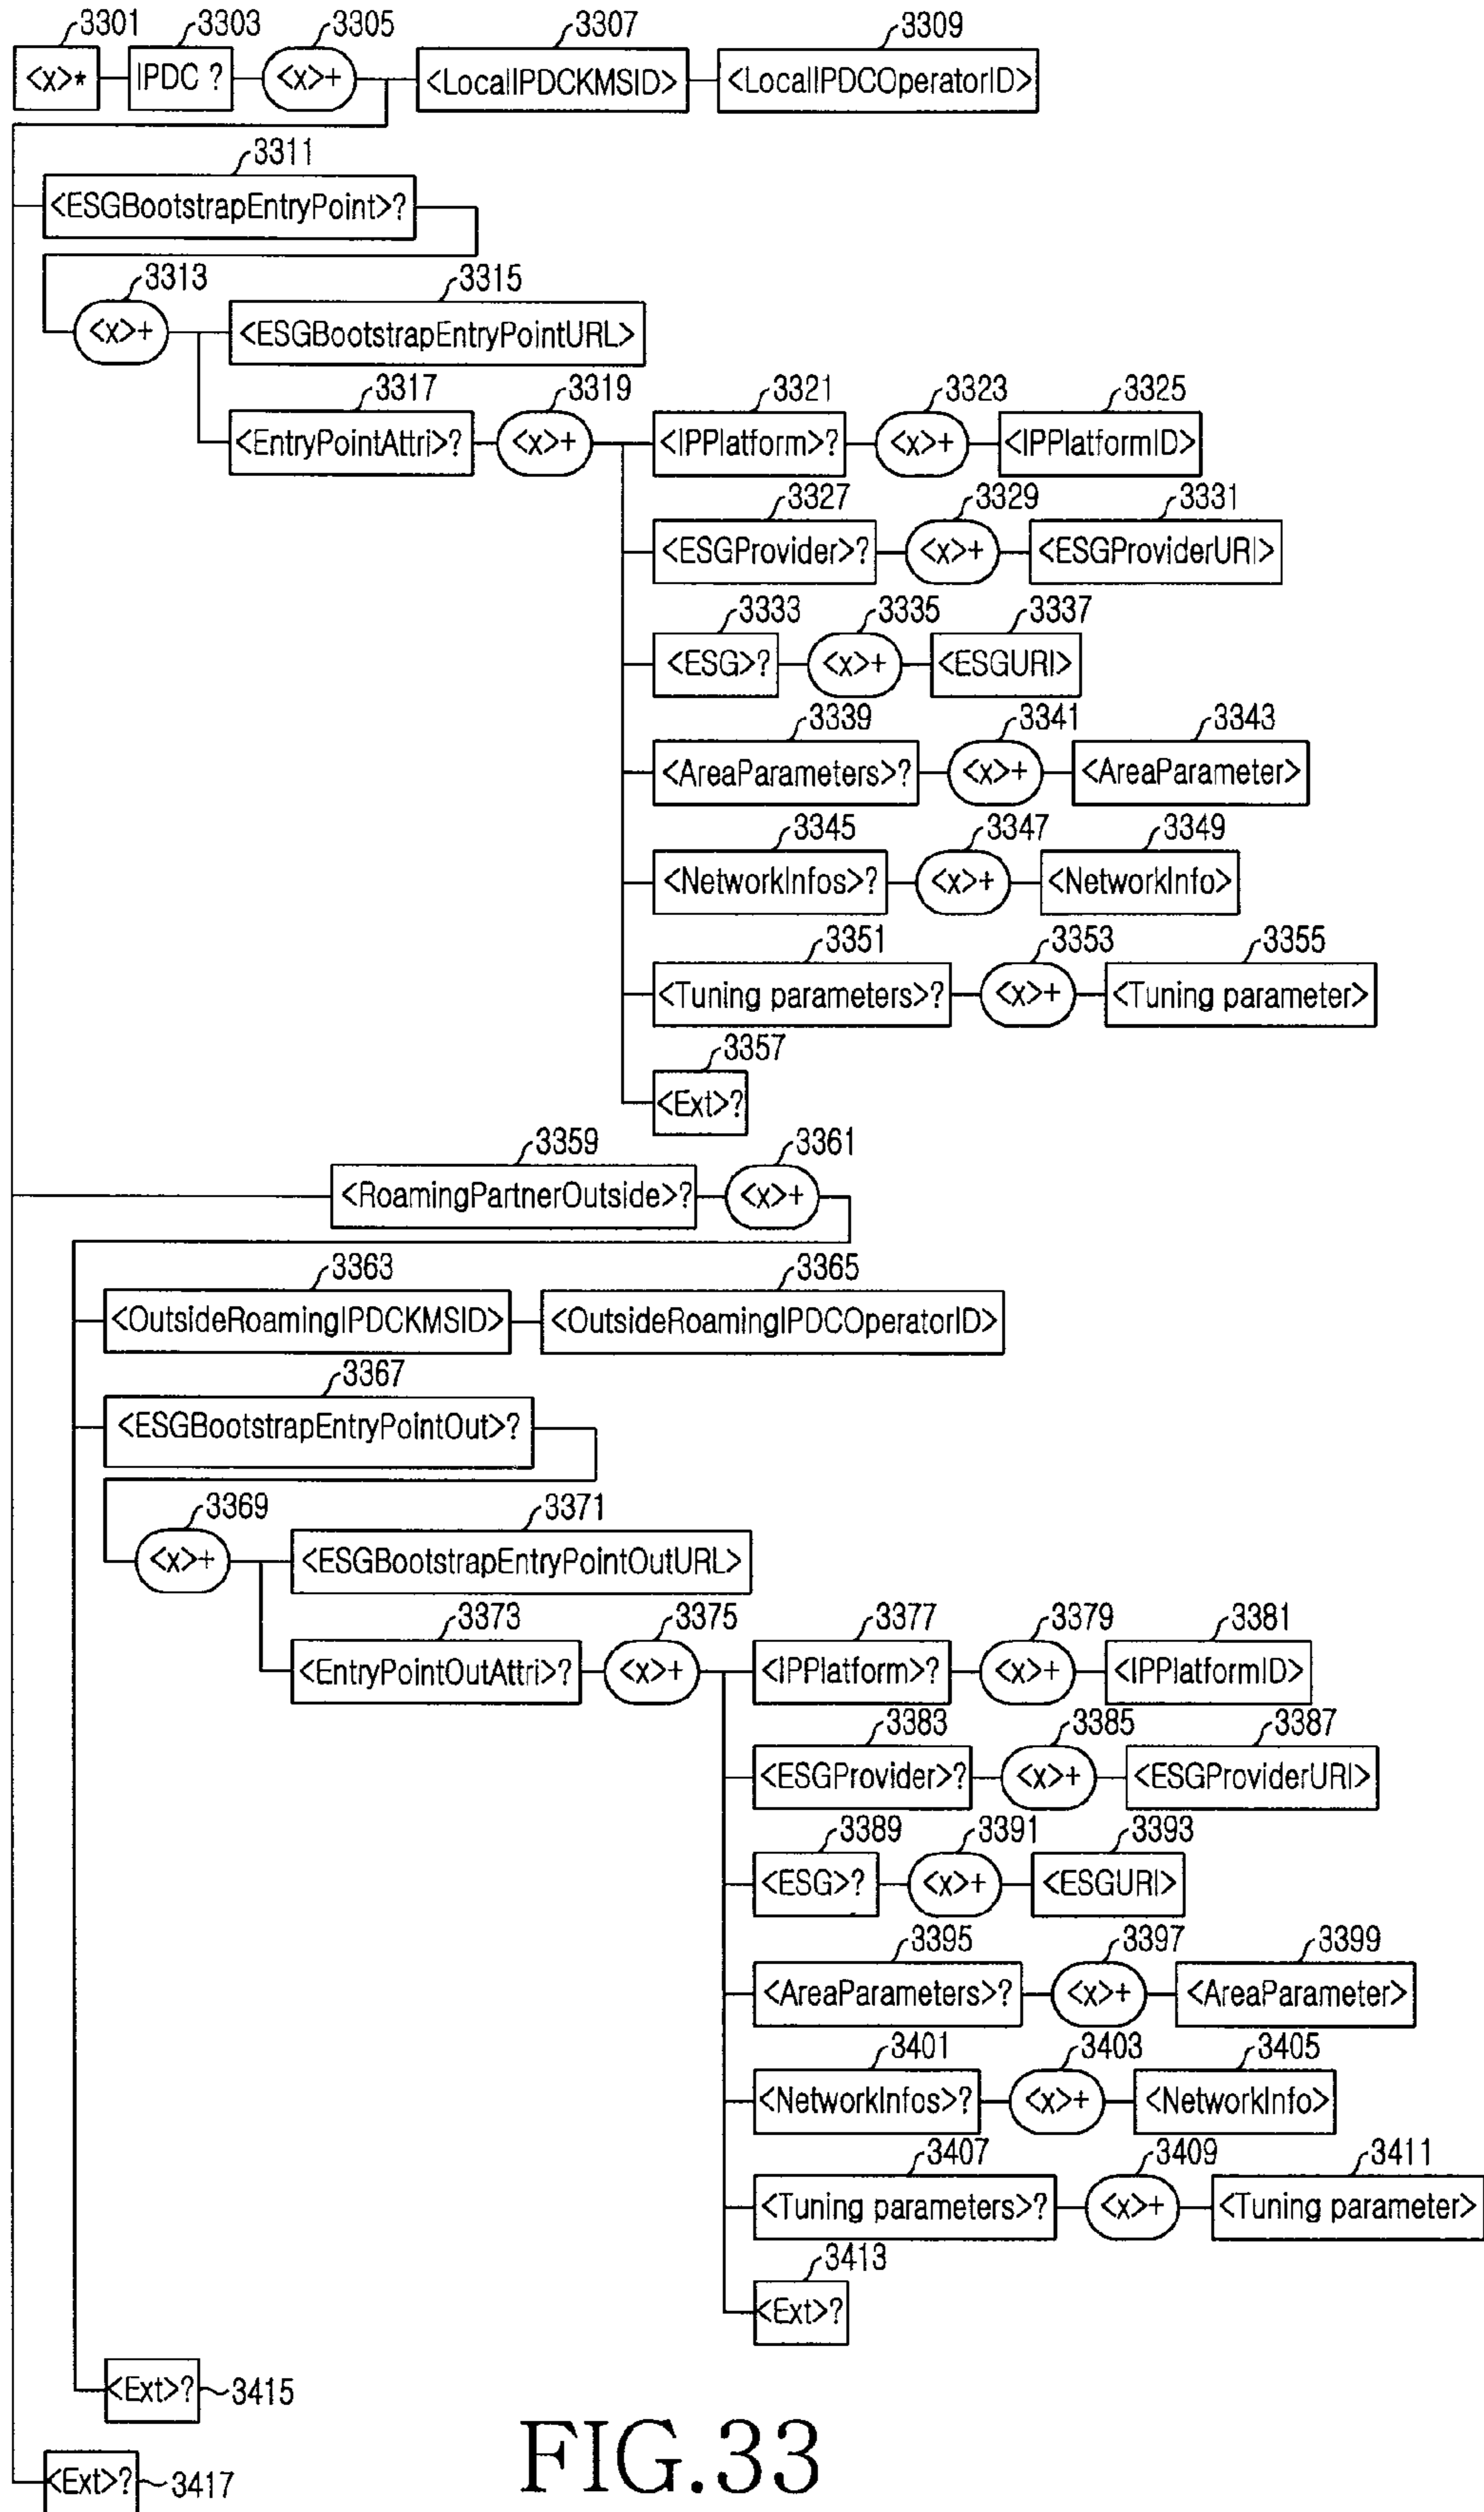 3301 3303 3305 3307 3309
<x>* IPDC ? <x>+ <LocalIPDCKMSID> <LocalIPDCOperatorID>
3311
<ESGBootstrapEntryPoint>?
3313 3315
<x>+ <ESGBootstrapEntryPointURL>
3317 3319 3321 3323 3325
<EntryPointAttri>? <x>+ <IPPlatform>? <x>+ <IPPlatformID>
3327 3329 3331
<ESGProvider>? <x>+ <ESGProviderURI>
3333 3335 3337
<ESG>? <x>+ <ESGURI>
3339 3341 3343
<AreaParameters>? <x>+ <AreaParameter>
3345 3347 3349
<NetworkInfos>? <x>+ <NetworkInfo>
3351 3353 3355
<Tuning parameters>? <x>+ <Tuning parameter>
3357
<Ext>?
3359 3361
<RoamingPartnerOutside>? <x>+
3363 3365
<OutsideRoamingIPDCKMSID> <OutsideRoamingIPDCOperatorID>
3367
<ESGBootstrapEntryPointOut>?
3369 3371
<x>+ <ESGBootstrapEntryPointOutURL>
3373 3375 3377 3379 3381
<EntryPointOutAttri>? <x>+ <IPPlatform>? <x>+ <IPPlatformID>
3383 3385 3387
<ESGProvider>? <x>+ <ESGProviderURI>
3389 3391 3393
<ESG>? <x>+ <ESGURI>
3395 3397 3399
<AreaParameters>? <x>+ <AreaParameter>
3401 3403 3405
<NetworkInfos>? <x>+ <NetworkInfo>
3407 3409 3411
<Tuning parameters>? <x>+ <Tuning parameter>
3413
<Ext>?
<Ext>? 3415
<Ext>? 3417
FIG.33